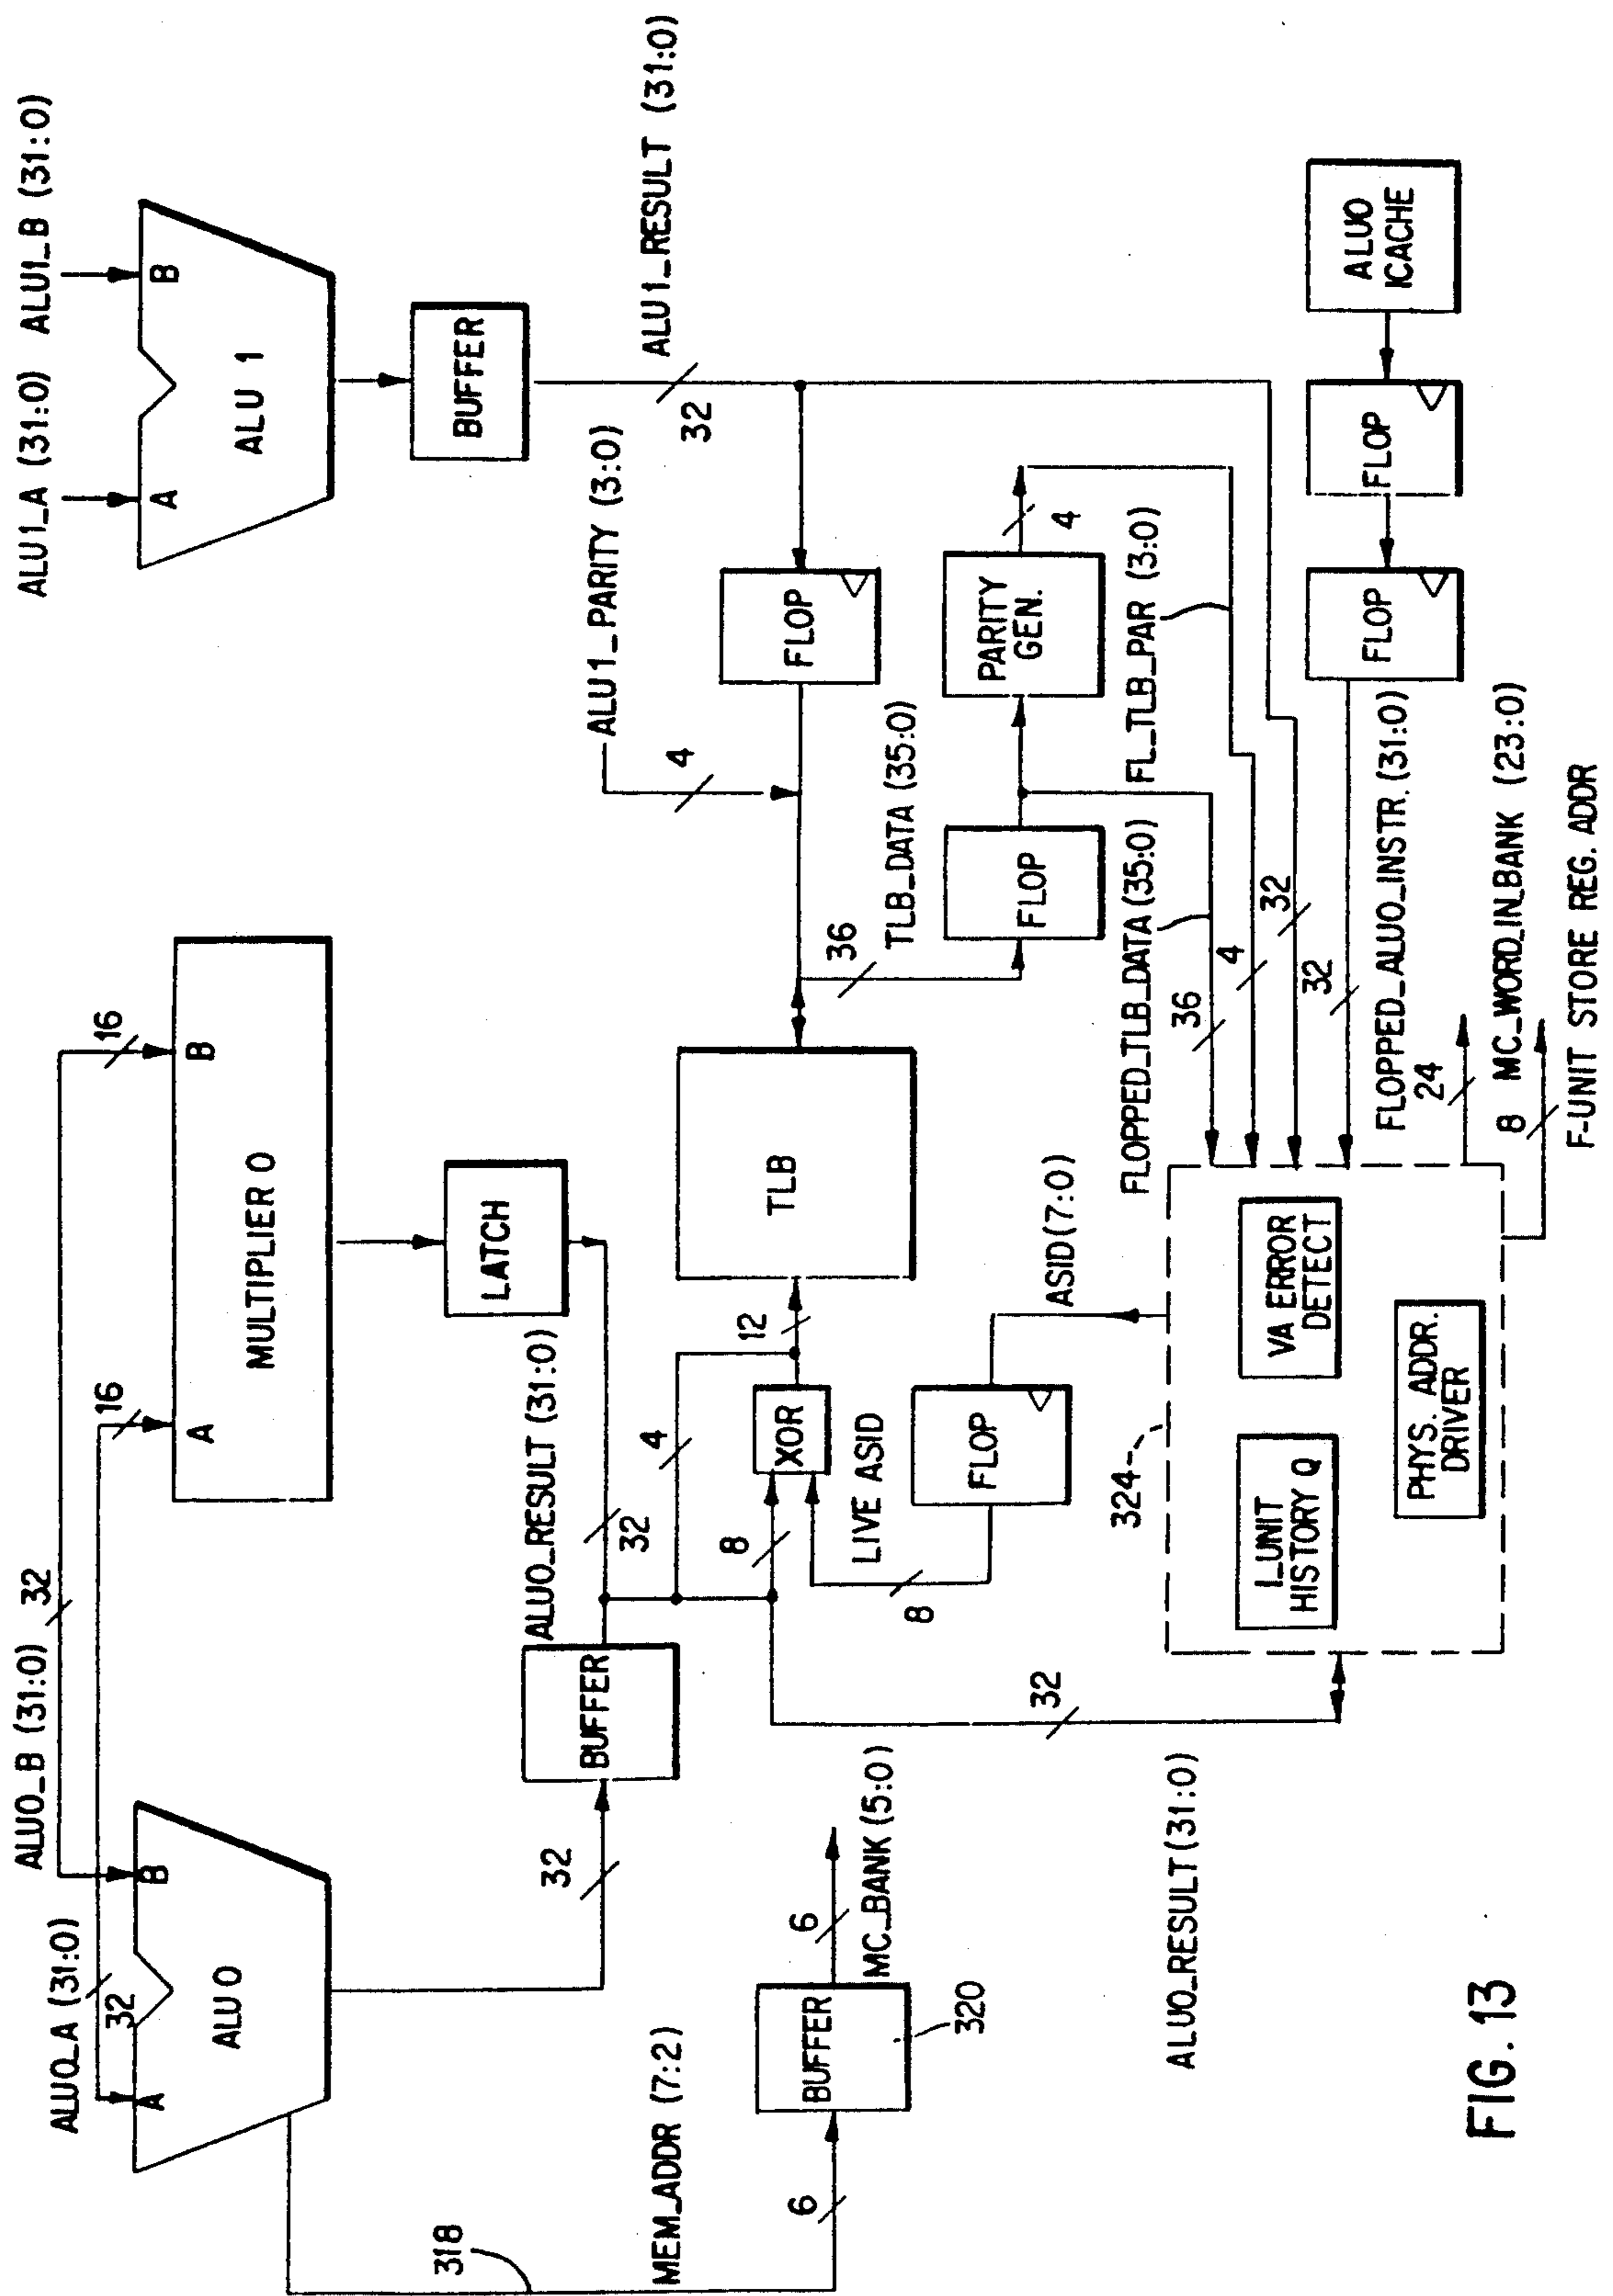 ALU0_A (31:0)
ALU0_B (31:0)
32
32
16
16
ALU1_A (31:0)
ALU1_B (31:0)
A
B
ALU 0
A
B
MULTIPLIER 0
A
B
ALU 1
318
MEM_ADDR (7:2)
6
BUFFER
320
6
MC_BANK (5:0)
32
BUFFER
LATCH
ALU0_RESULT (31:0)
32
BUFFER
ALU1_RESULT (31:0)
32
4
8
XOR
12
TLB
LIVE ASID
8
FLOP
ASID (7:0)
ALU1_PARITY (3:0)
4
FLOP
36
TLB_DATA (35:0)
FLOP
PARITY
GEN.
4
FL_TLB_PAR (3:0)
FLOPPED_TLB_DATA (35:0)
36
4
32
32
ALU0
ICACHE
FLOP
FLOP
FLOPPED_ALU0_INSTR. (31:0)
32
ALU0_RESULT (31:0)
324
I_UNIT
HISTORY Q
VA ERROR
DETECT
PHYS. ADDR.
DRIVER
24
MC_WORD_IN_BANK (23:0)
8
F-UNIT STORE REG. ADDR
FIG. 13